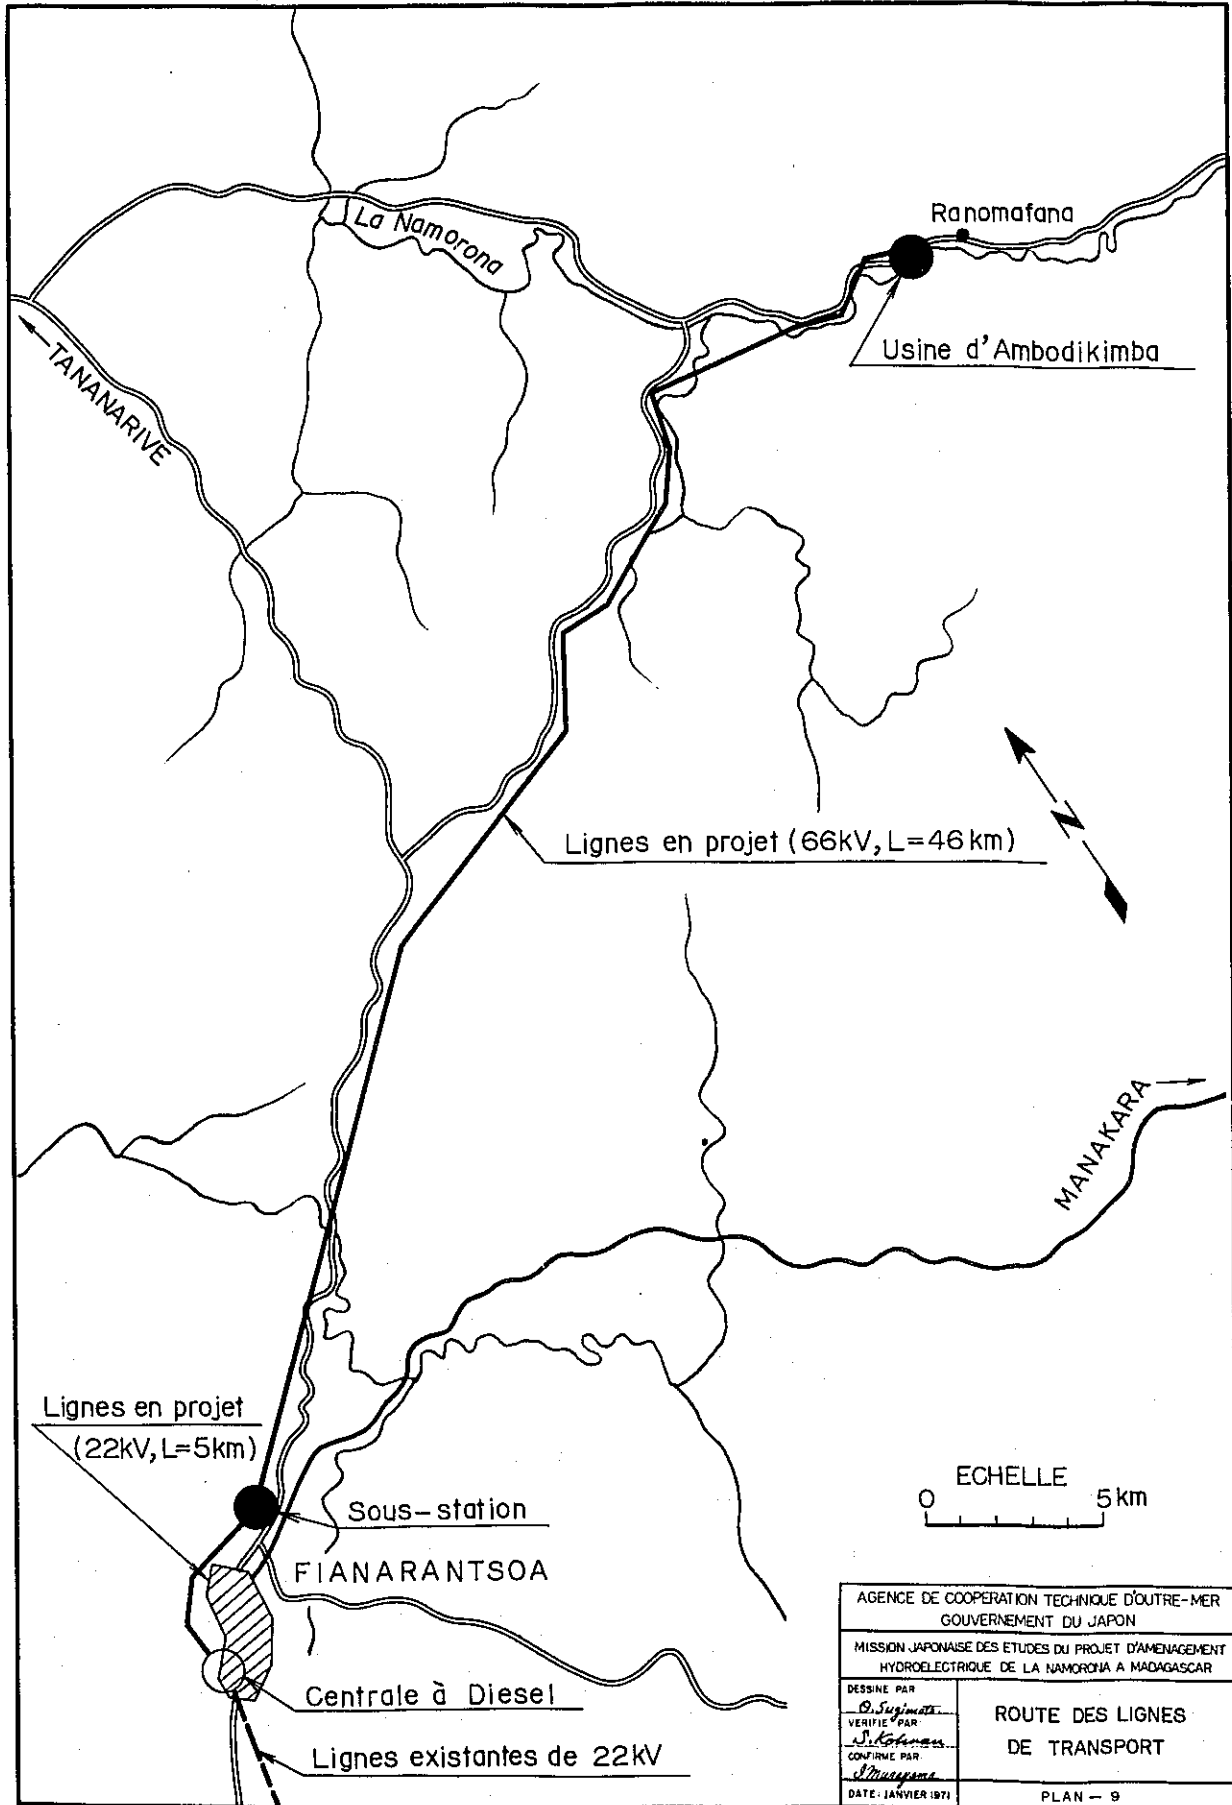 Ranomafana
La Namorona
Usine d'Ambodikimba
TANANARIVE
N
Lignes en projet (66kV, L=46km)
MANAKARA
Lignes en projet
(22kV, L=5km)
ECHELLE
0 5km
Sous-station
FIANARANTSOA
Centrale à Diesel
Lignes existantes de 22kV
AGENCE DE COOPERATION TECHNIQUE D'OUTRE-MER
GOUVERNEMENT DU JAPON
MISSION JAPONAISE DES ETUDES DU PROJET D'AMENAGEMENT
HYDROELECTRIQUE DE LA NAMORONA A MADAGASCAR
DESSINE PAR
O. Sugimoto
VERIFIE PAR
CONFIRME PAR
DATE: JANVIER 1971
ROUTE DES LIGNES
DE TRANSPORT
PLAN - 9